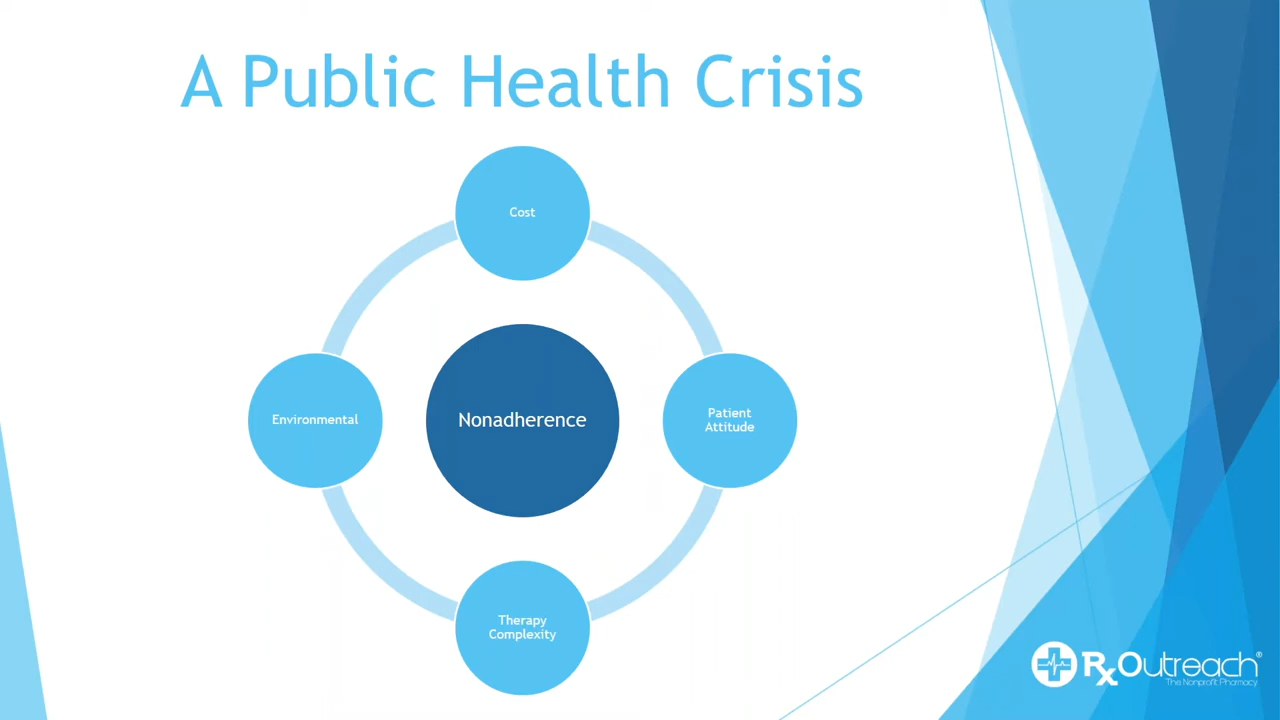 A Public Health Crisis
Cost
Environmental
Nonadherence
Patient
Attitude
Therapy
Complexity
RxOutreach®
The Nonprofit Pharmacy